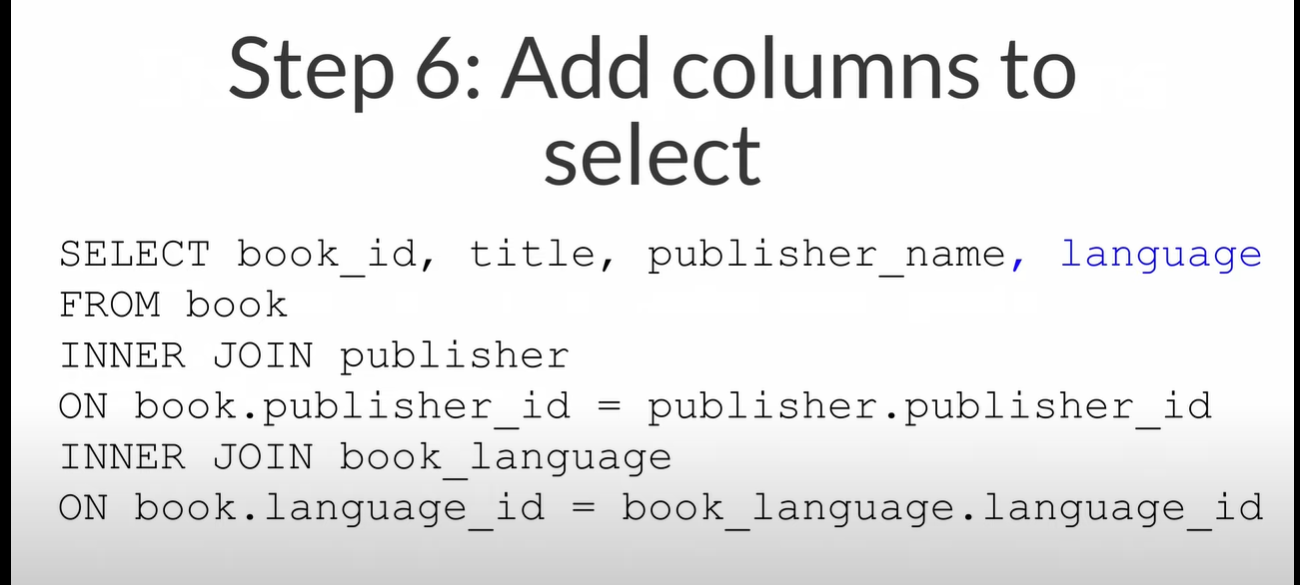 Step 6: Add columns to
select
SELECT book_id, title, publisher_name, language
FROM book
INNER JOIN publisher
ON book.publisher_id = publisher.publisher_id
INNER JOIN book_language
ON book.language_id = book_language.language_id